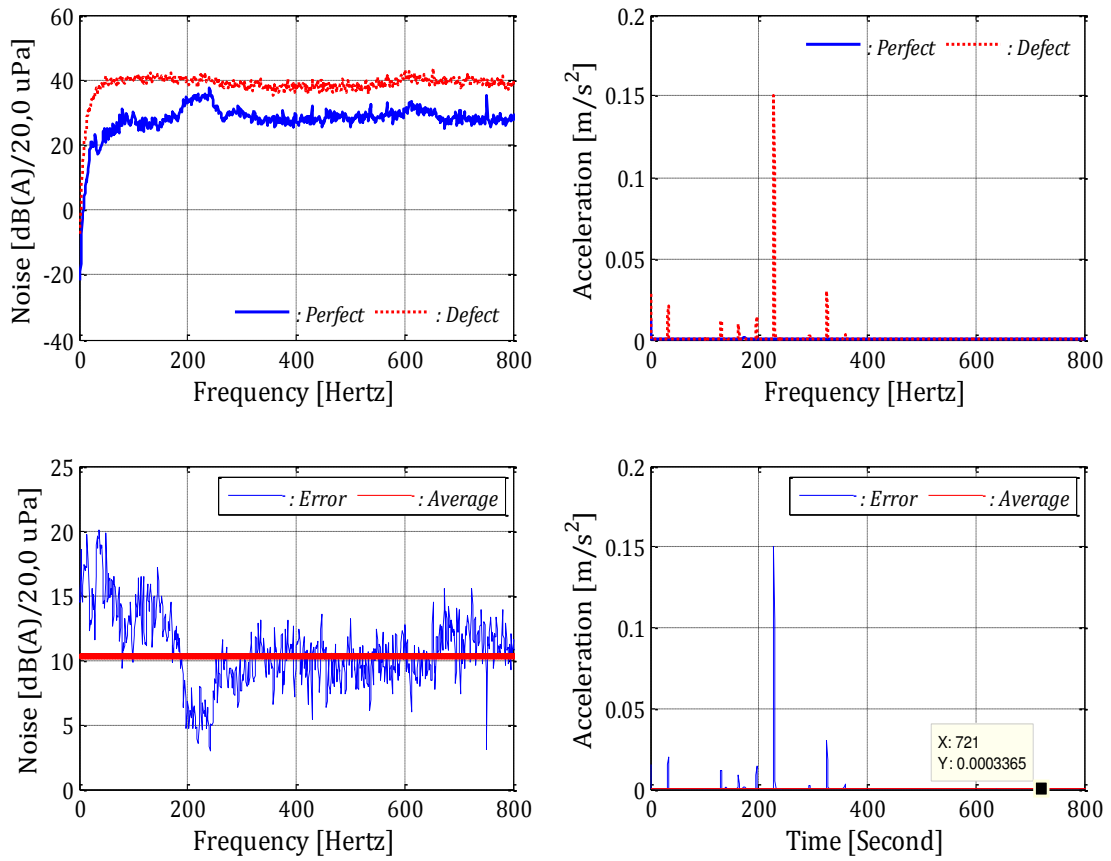 60
40
20
0
-20
-40
Noise [dB(A)/20,0 uPa]
: Perfect : Defect
0 200 400 600 800
Frequency [Hertz]
0.2
0.15
0.1
0.05
0
Acceleration [m/s2]
: Perfect : Defect
0 200 400 600 800
Frequency [Hertz]
25
20
15
10
5
0
Noise [dB(A)/20,0 uPa]
: Error : Average
0 200 400 600 800
Frequency [Hertz]
0.2
0.15
0.1
0.05
0
Acceleration [m/s2]
: Error : Average
X: 721
Y: 0.0003365
0 200 400 600 800
Time [Second]